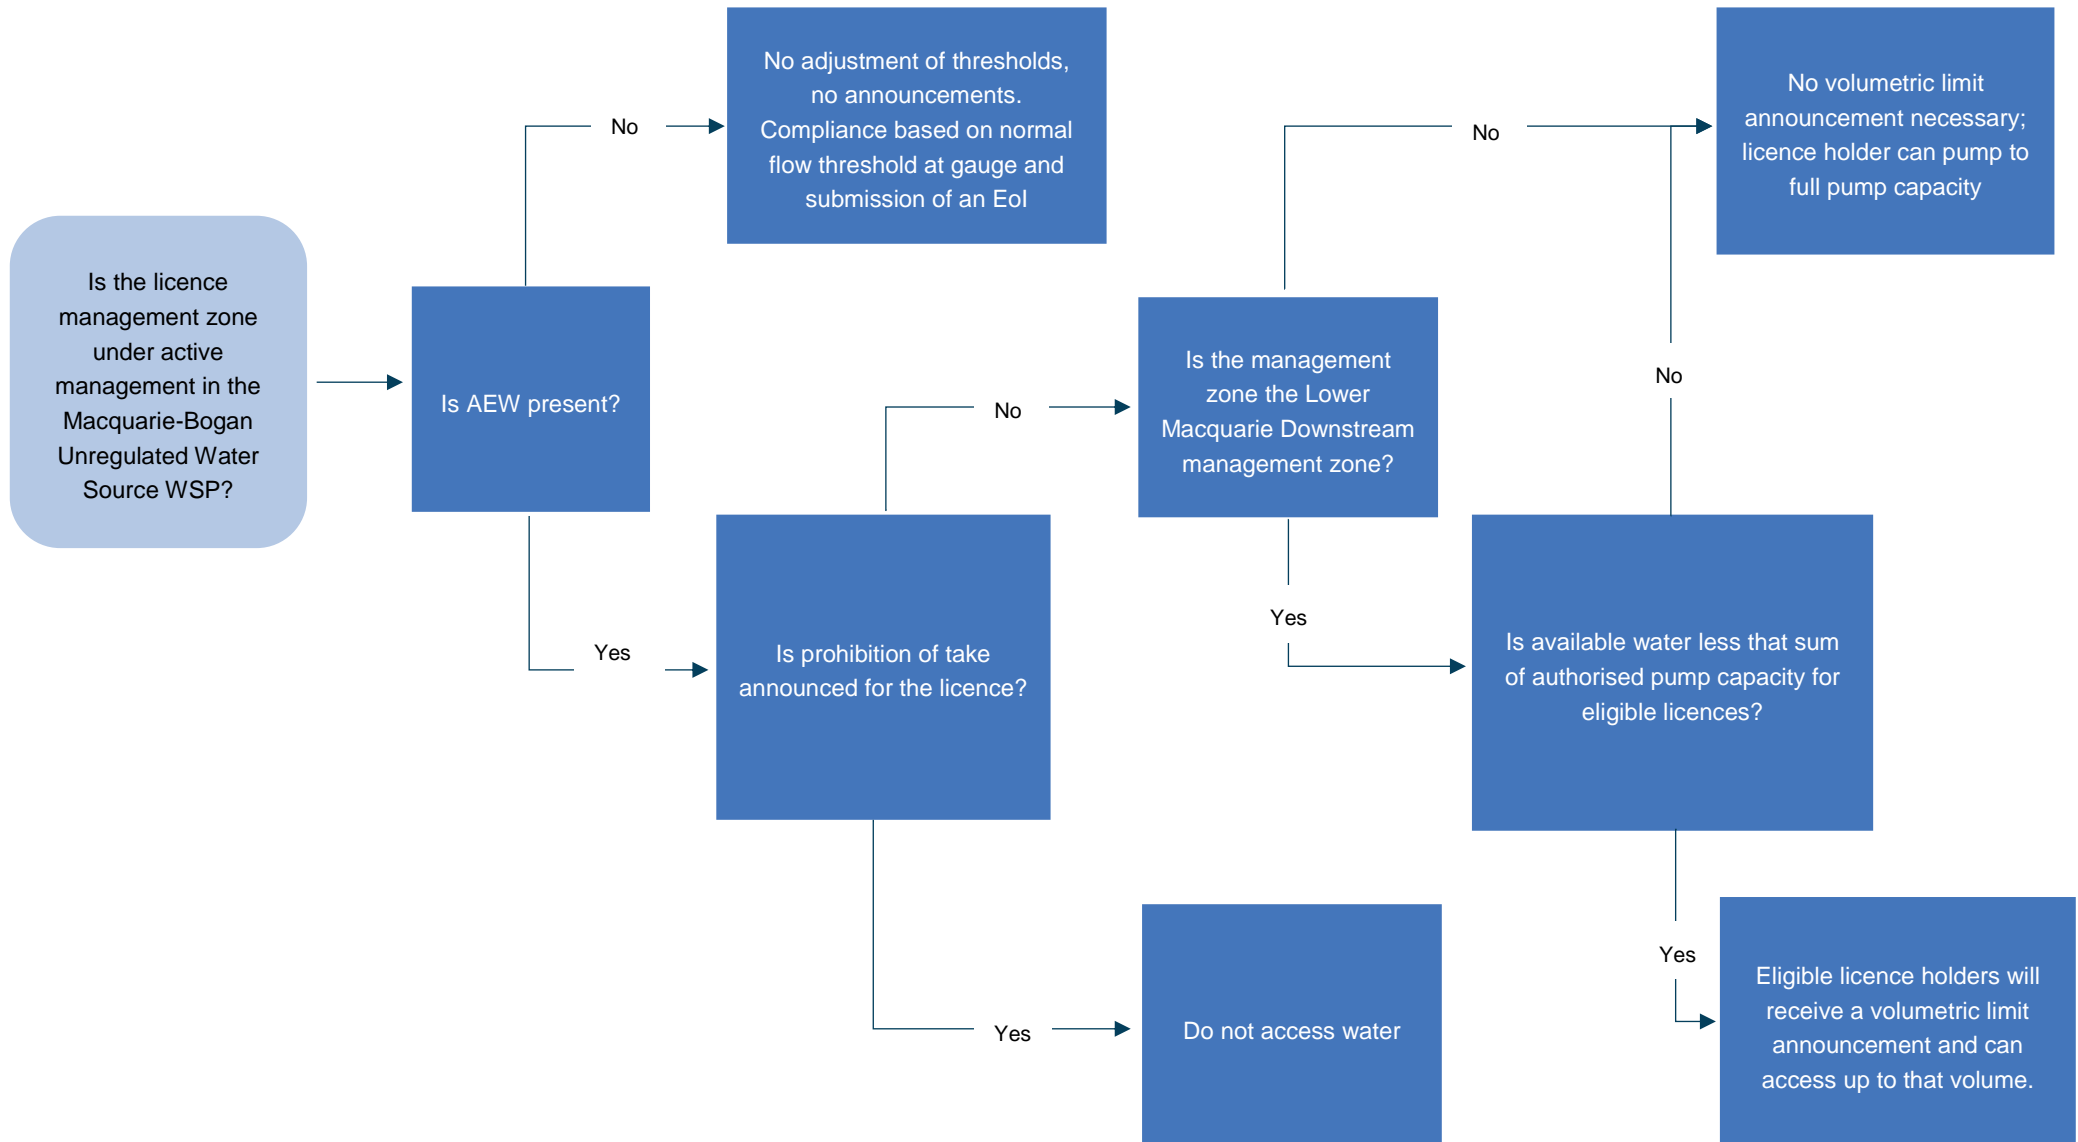 Is the licence
management zone
under active
management in the
Macquarie-Bogan
Unregulated Water
Source WSP?
Is AEW present?
No
No adjustment of thresholds,
no announcements.
Compliance based on normal
flow threshold at gauge and
submission of an EoI
Yes
Is prohibition of take
announced for the licence?
No
Is the management
zone the Lower
Macquarie Downstream
management zone?
No
No volumetric limit
announcement necessary;
licence holder can pump to
full pump capacity
Yes
Is available water less that sum
of authorised pump capacity for
eligible licences?
No
Yes
Eligible licence holders will
receive a volumetric limit
announcement and can
access up to that volume.
Yes
Do not access water